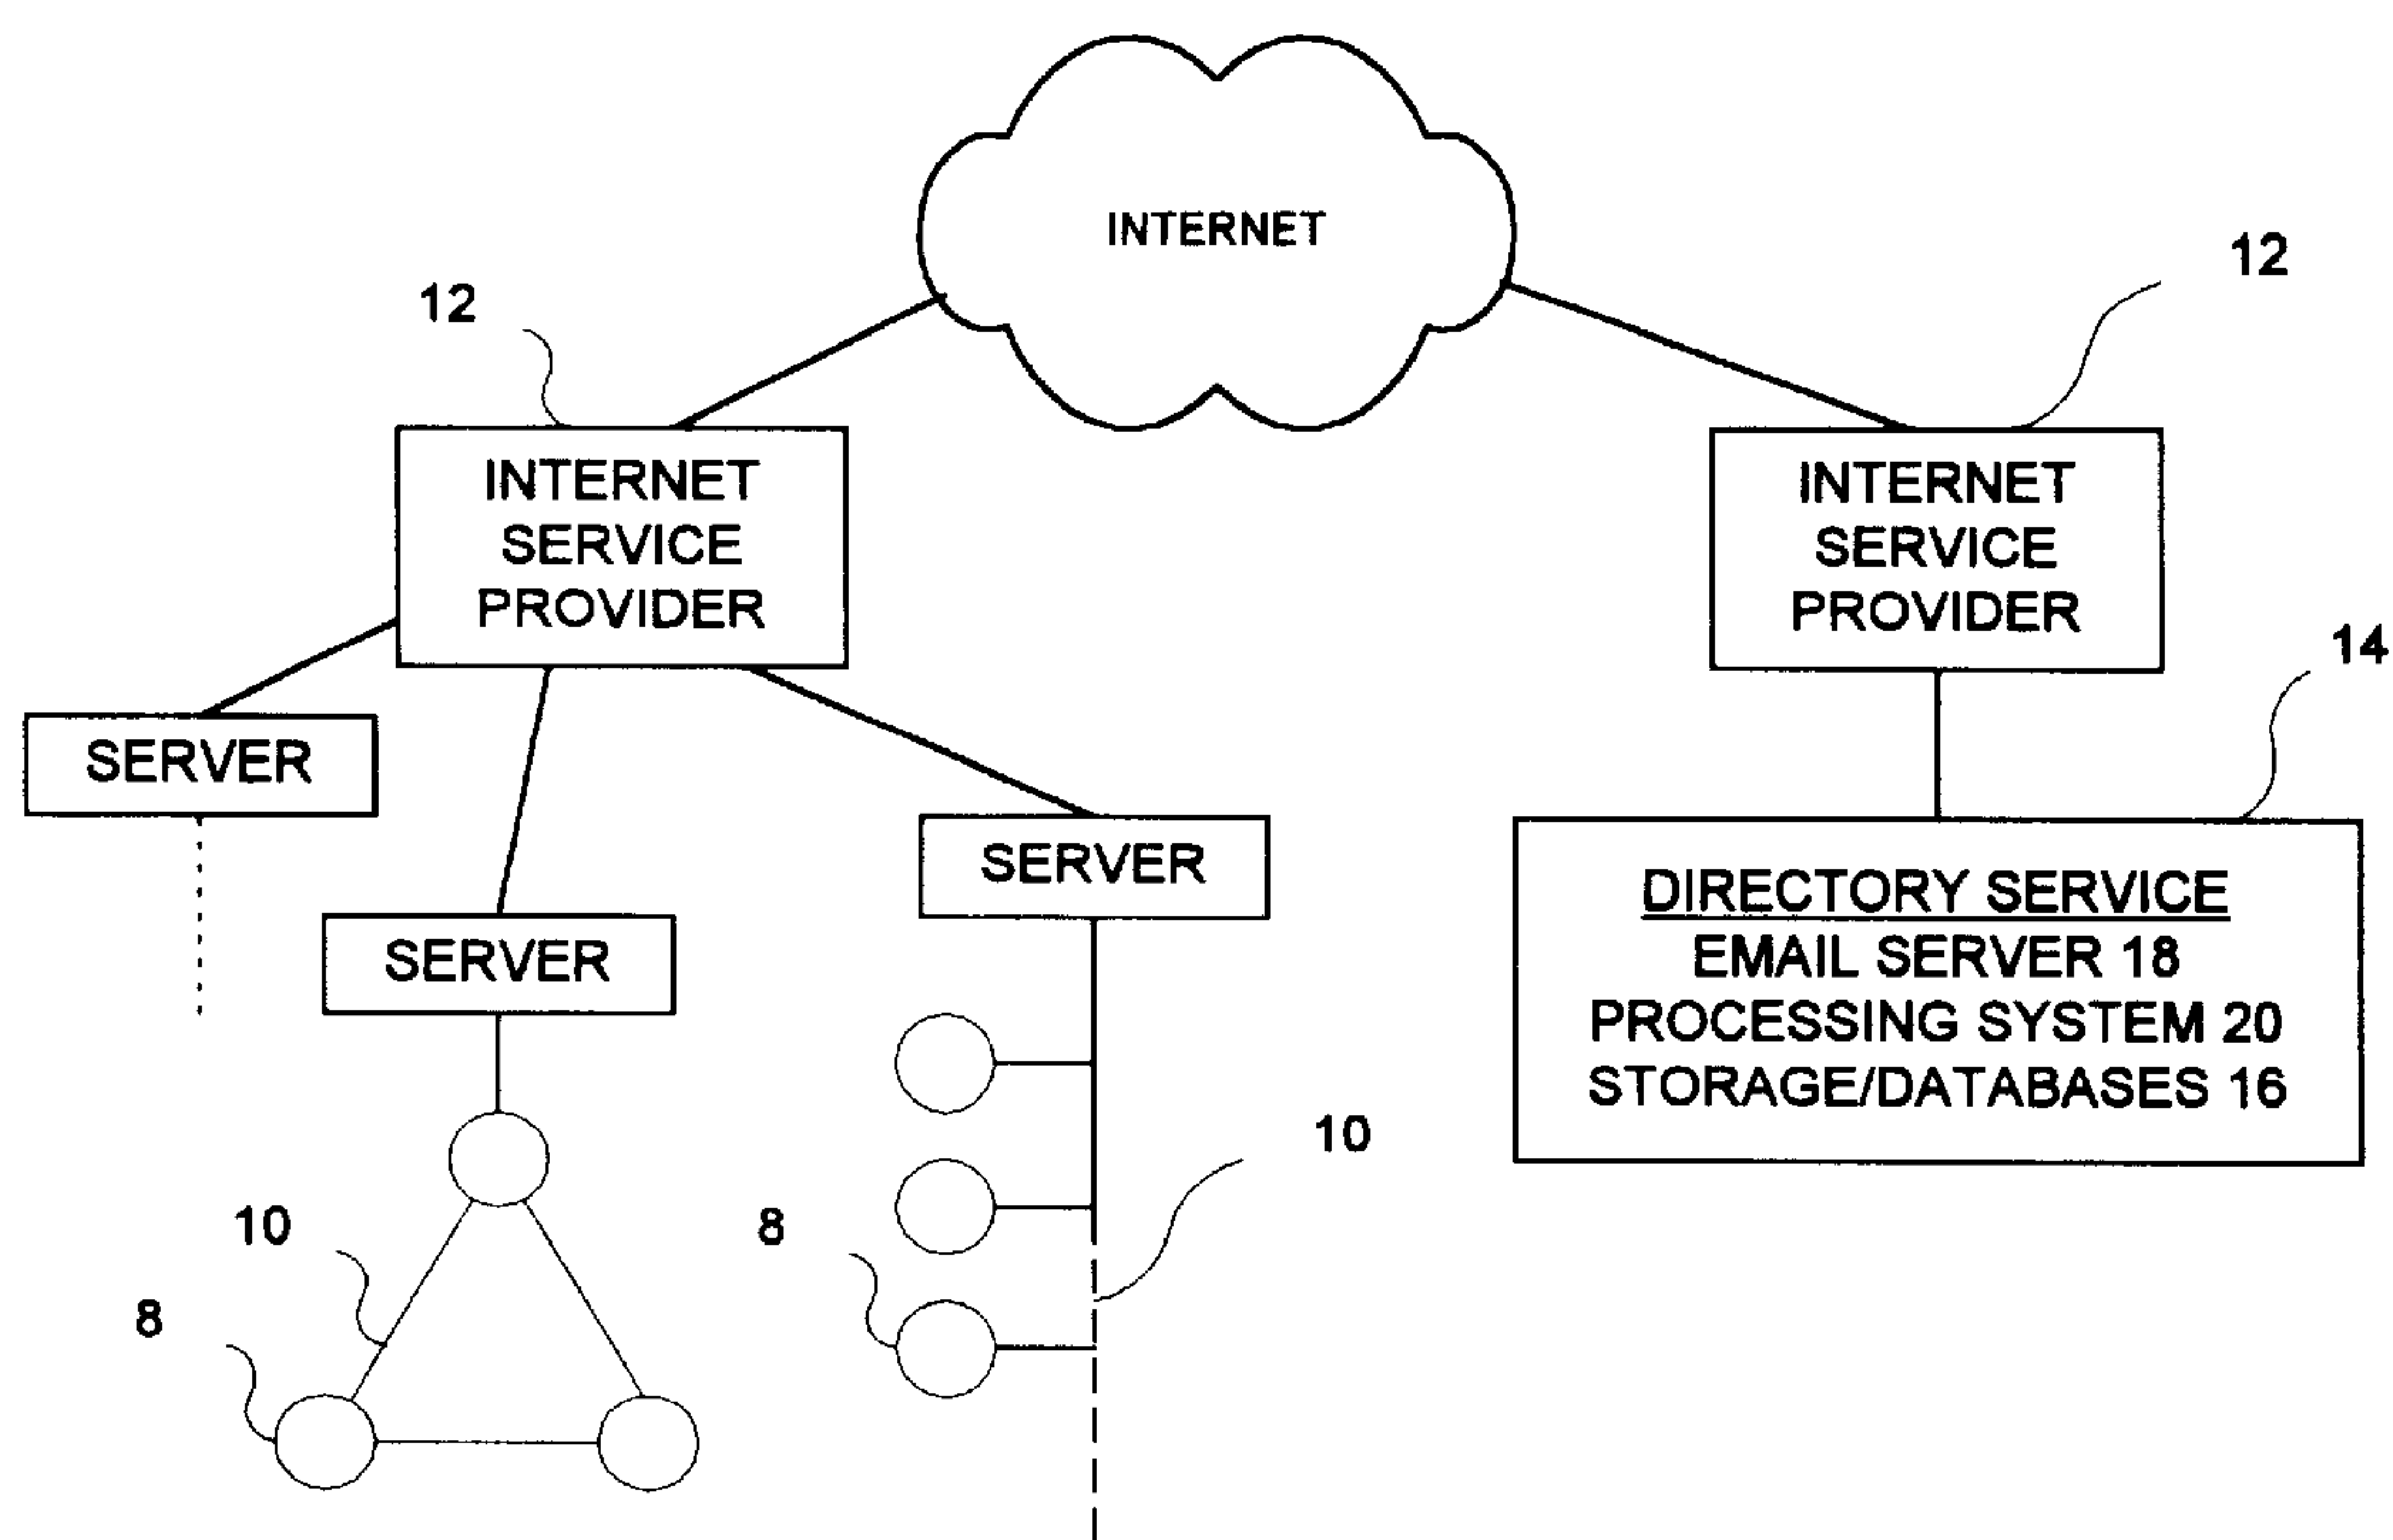 INTERNET
12
12
INTERNET
SERVICE
PROVIDER
INTERNET
SERVICE
PROVIDER
14
SERVER
SERVER
DIRECTORY SERVICE
EMAIL SERVER 18
PROCESSING SYSTEM 20
STORAGE/DATABASES 16
SERVER
10
10
8
8